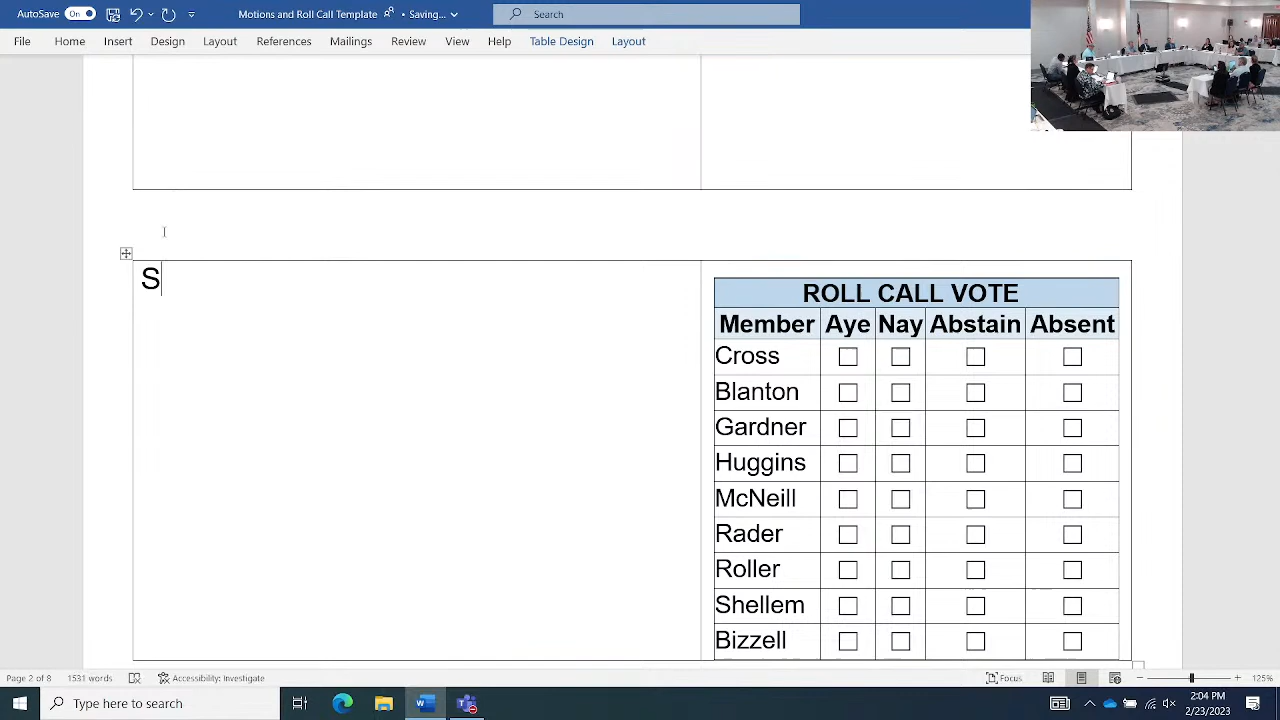 AutoSave On Motions and Roll Call Template • Saving... Search
File Home Insert Design Layout References Mailings Review View Help Table Design Layout
S
ROLL CALL VOTE
Member Aye Nay Abstain Absent
Cross
Blanton
Gardner
Huggins
McNeill
Rader
Roller
Shellem
Bizzell
Page 2 of 8 1531 words Accessibility: Investigate Focus 125%
Type here to search
2:04 PM
2/23/2023